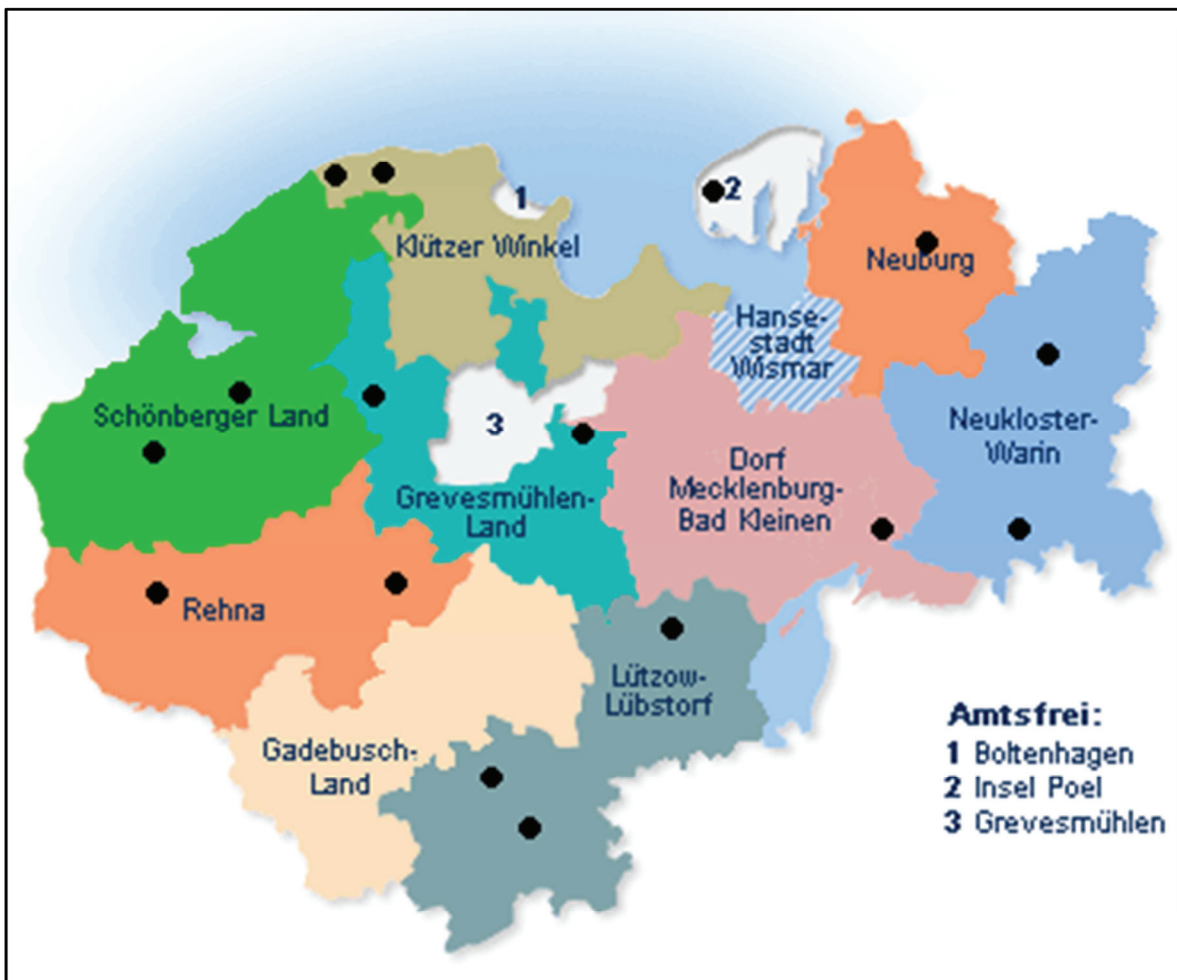 1
2
Klützer Winkel
Neuburg
Hanse-
stadt
Wismar
Schönberger Land
3
Neukloster-
Warin
Dorf
Mecklenburg-
Bad Kleinen
Grevesmühlen-
Land
Rehna
Lützow-
Lübstorf
Gadebusch-
Land
Amtsfrei:
1 Boltenhagen
2 Insel Poel
3 Grevesmühlen